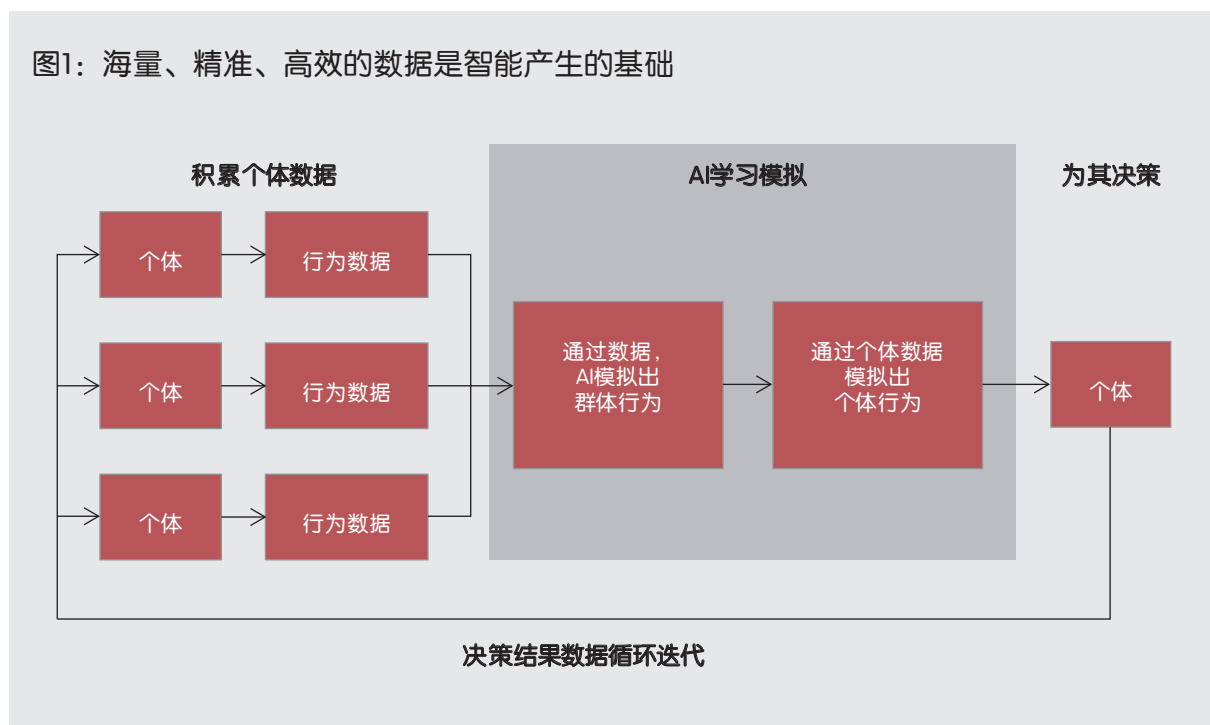 图1：海量、精准、高效的数据是智能产生的基础
积累个体数据
AI学习模拟
为其决策
个体
行为数据
个体
行为数据
个体
行为数据
通过数据，
AI模拟出
群体行为
通过个体数据
模拟出
个体行为
个体
决策结果数据循环迭代